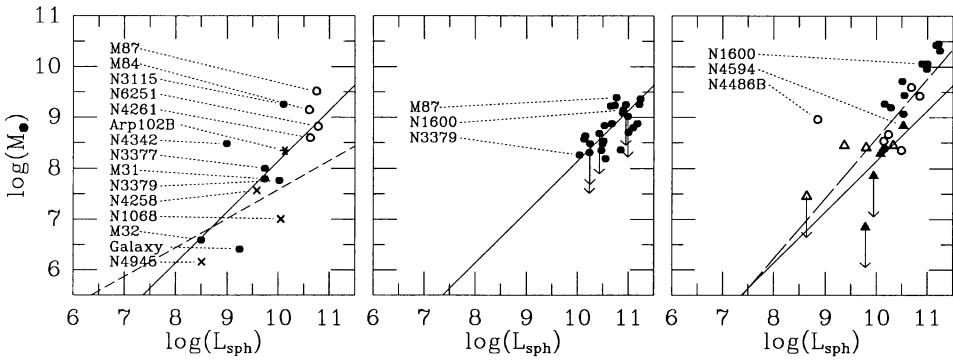 log(M●)
11
10
9
8
7
6
M87
M84
N3115
N6251
N4261
Arp102B
N4342
N3377
M31
N3379
N4258
N1068
M32
Galaxy
N4945
6 7 8 9 10 11
log(Lsph)
M87
N1600
N3379
6 7 8 9 10 11
log(Lsph)
N1600
N4594
N4486B
6 7 8 9 10 11
log(Lsph)